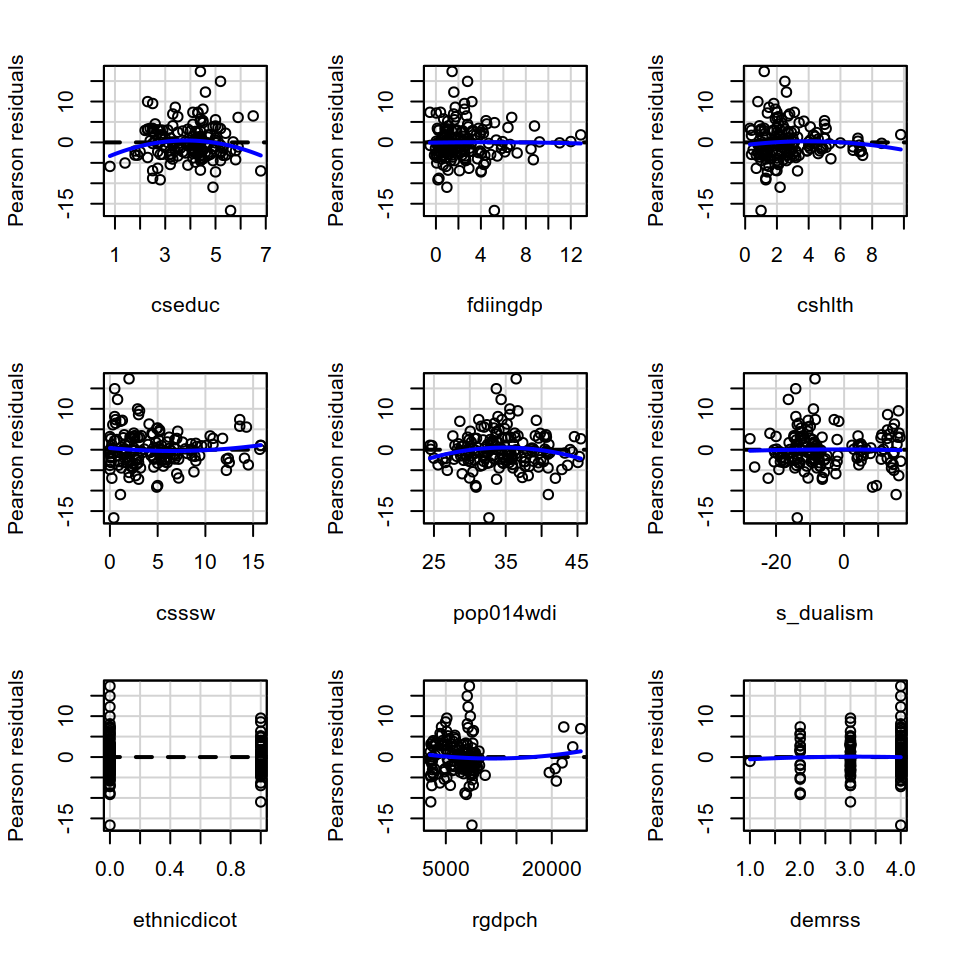 Pearson residuals
10
0
-15
1 3 5 7
cseduc
Pearson residuals
10
0
-15
0 4 8 12
fdiingdp
Pearson residuals
10
0
-15
0 2 4 6 8
cshlth
Pearson residuals
10
0
-15
0 5 10 15
csssw
Pearson residuals
10
0
-15
25 35 45
pop014wdi
Pearson residuals
10
0
-15
-20 0
s_dualism
Pearson residuals
10
0
-15
0.0 0.4 0.8
ethnicdicot
Pearson residuals
10
0
-15
5000 20000
rgdpch
Pearson residuals
10
0
-15
1.0 2.0 3.0 4.0
demrss